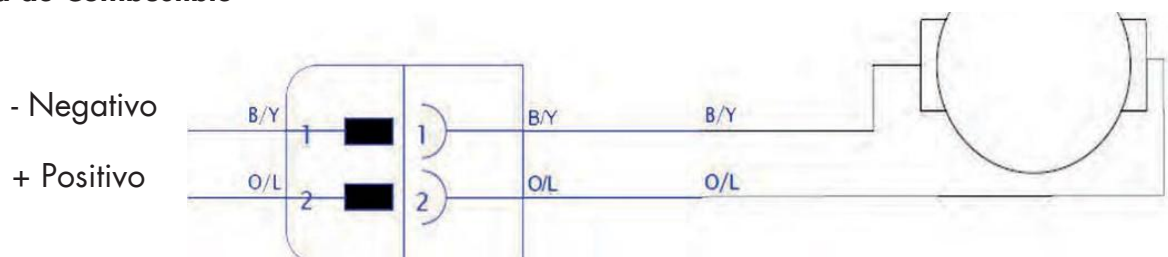 - Negativo B/Y 1 1 B/Y B/Y
+ Positivo O/L 2 2 O/L O/L